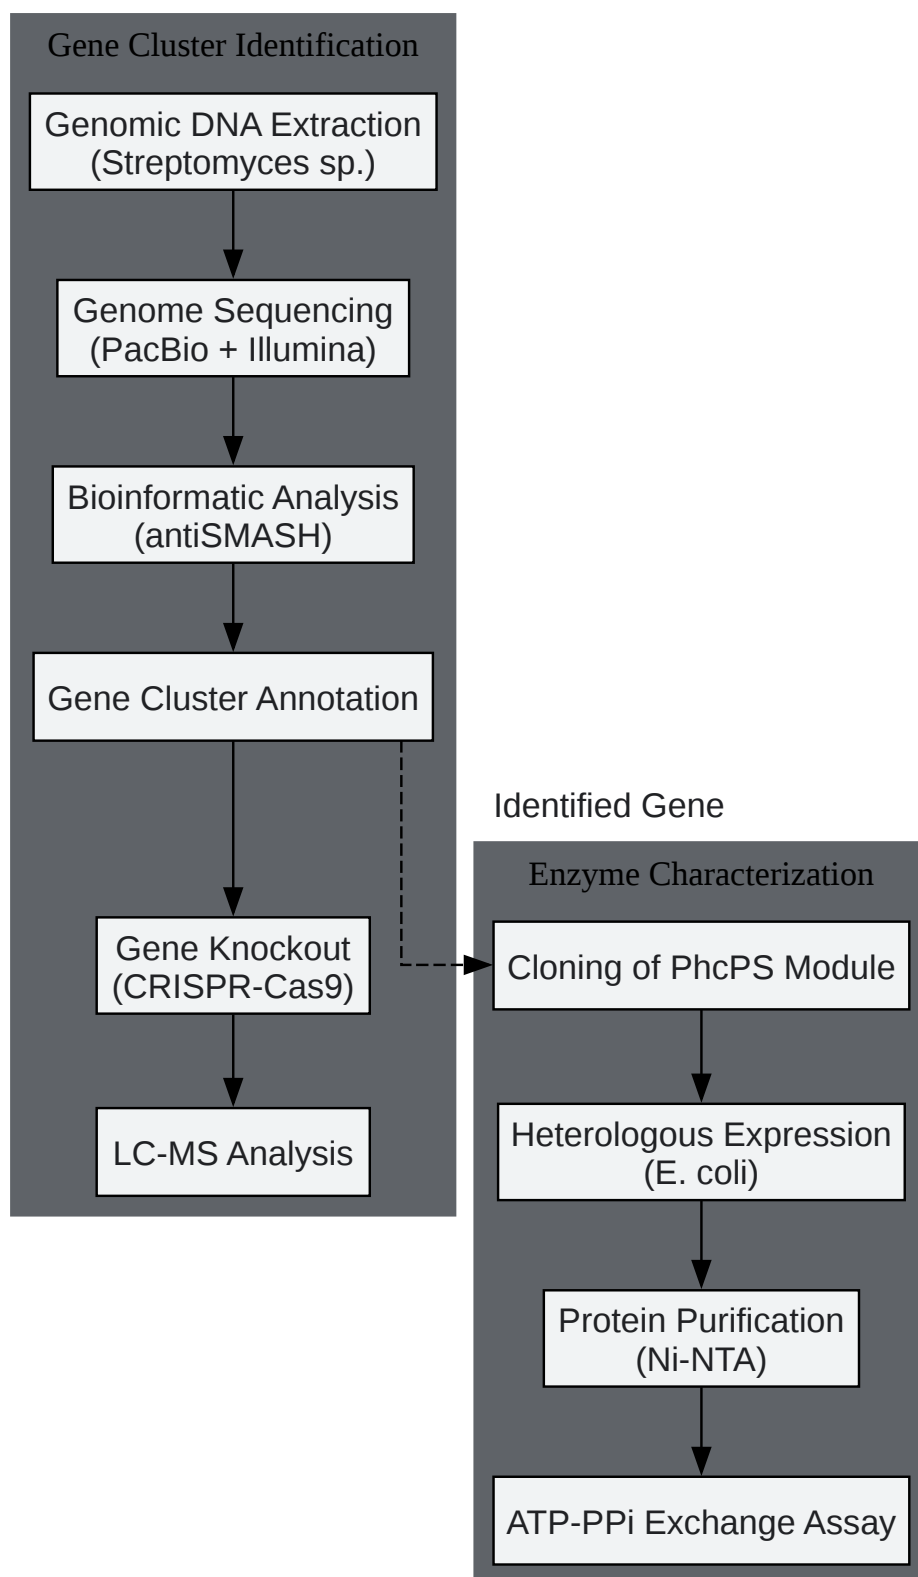 Gene Cluster Identification
Genomic DNA Extraction
(Streptomyces sp.)
Genome Sequencing
(PacBio + Illumina)
Bioinformatic Analysis
(antiSMASH)
Gene Cluster Annotation
Gene Knockout
(CRISPR-Cas9)
LC-MS Analysis
Identified Gene
Enzyme Characterization
Cloning of PhcPS Module
Heterologous Expression
(E. coli)
Protein Purification
(Ni-NTA)
ATP-PPi Exchange Assay